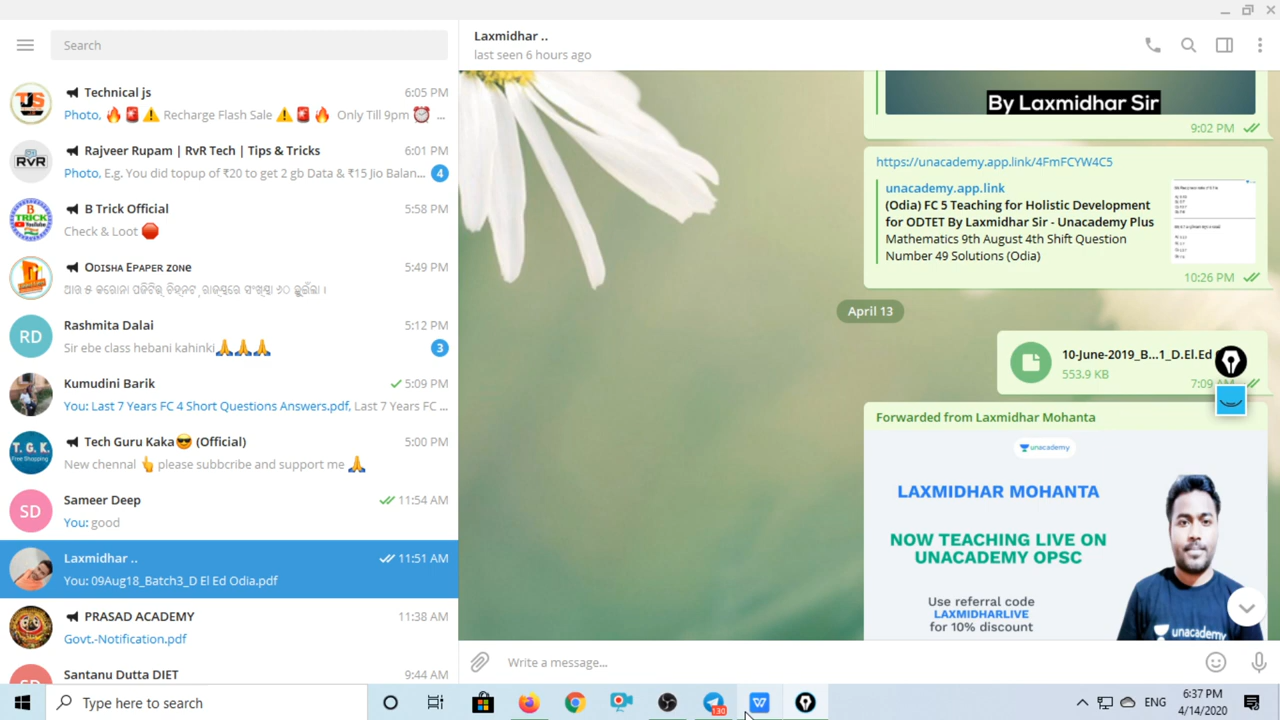 Search
Technical js
6:05 PM
Photo, 🔥🚨⚠️ Recharge Flash Sale ⚠️🚨🔥 Only Till 9pm ⏰ ...
Rajveer Rupam | RvR Tech | Tips & Tricks
6:01 PM
Photo, E.g. You did topup of ₹20 to get 2 gb Data & ₹15 Jio Balan...
4
B Trick Official
5:58 PM
Check & Loot 🛑
Odisha Epaper zone
5:49 PM
Rashmita Dalai
5:12 PM
RD
Sir ebe class hebani kahinki🙏🙏🙏
3
Kumudini Barik
5:09 PM
You: Last 7 Years FC 4 Short Questions Answers.pdf, Last 7 Years FC ...
Tech Guru Kaka😎 (Official)
5:00 PM
T. G. K.
Free Shopping
New chennal 👆 please subbcribe and support me 🙏
Sameer Deep
11:54 AM
SD
You: good
Laxmidhar ..
11:51 AM
You: 09Aug18_Batch3_D El Ed Odia.pdf
PRASAD ACADEMY
11:38 AM
Govt.-Notification.pdf
Santanu Dutta DIET
9:44 AM
Laxmidhar ..
last seen 6 hours ago
By Laxmidhar Sir
9:02 PM
https://unacademy.app.link/4FmFCYW4C5
unacademy.app.link
(Odia) FC 5 Teaching for Holistic Development
for ODTET By Laxmidhar Sir - Unacademy Plus
Mathematics 9th August 4th Shift Question
Number 49 Solutions (Odia)
10:26 PM
April 13
10-June-2019_B...1_D.El.Ed
553.9 KB
7:09
Forwarded from Laxmidhar Mohanta
unacademy
LAXMIDHAR MOHANTA
NOW TEACHING LIVE ON
UNACADEMY OPSC
Use referral code
LAXMIDHARLIVE
for 10% discount
unacademy
Write a message...
Type here to search
130
ENG
6:37 PM
4/14/2020